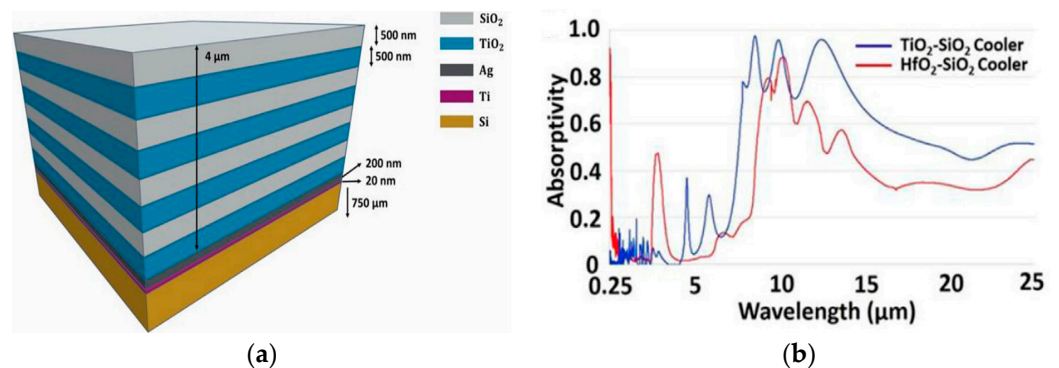 SiO₂
TiO₂
Ag
Ti
Si
500 nm
500 nm
4 μm
200 nm
20 nm
750 μm
(a)
1.0
0.8
0.6
0.4
0.2
0
Absorptivity
TiO₂-SiO₂ Cooler
HfO₂-SiO₂ Cooler
0.25 5 10 15 20 25
Wavelength (μm)
(b)